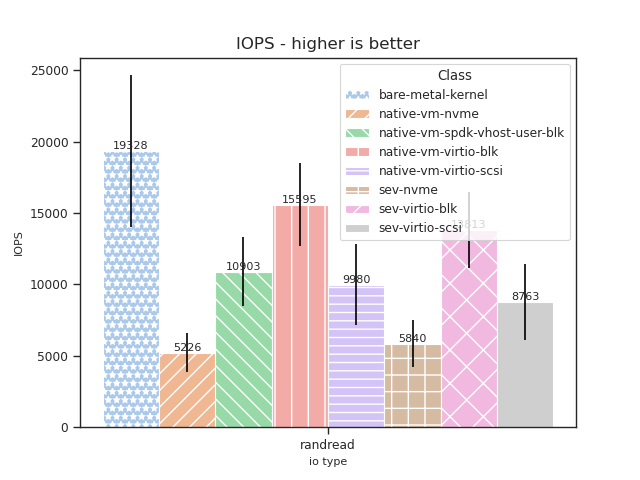 IOPS - higher is better
IOPS
25000
20000
15000
10000
5000
0
Class
bare-metal-kernel
native-vm-nvme
native-vm-spdk-vhost-user-blk
native-vm-virtio-blk
native-vm-virtio-scsi
sev-nvme
sev-virtio-blk
sev-virtio-scsi
19328
5226
10903
15595
9980
5840
13813
8763
randread
io type